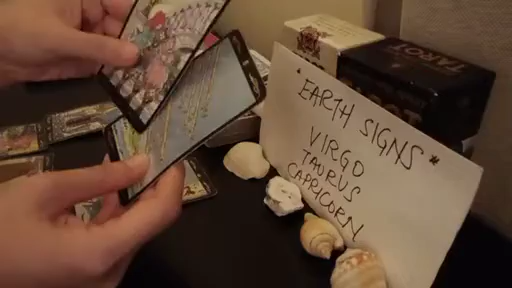 TAROT
* EARTH SIGNS *
VIRGO
TAURUS
CAPRICORN